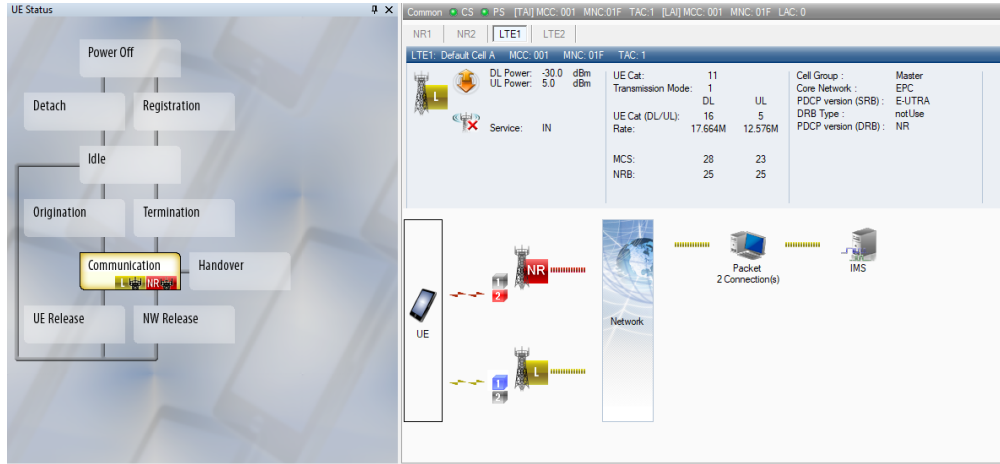 UE Status
Power Off
Detach
Registration
Idle
Origination
Termination
Communication
L NR
Handover
UE Release
NW Release
Common CS PS [TAI] MCC: 001 MNC:01F TAC:1 [LAI] MCC: 001 MNC: 01F LAC: 0
NR1 NR2 LTE1 LTE2
LTE1: Default Cell A MCC: 001 MNC: 01F TAC: 1
L
DL Power: -30.0 dBm
UL Power: 5.0 dBm
Service: IN
UE Cat: 11
Transmission Mode: 1
DL UL
UE Cat (DL/UL): 16 5
Rate: 17.664M 12.576M
MCS: 28 23
NRB: 25 25
Cell Group : Master
Core Network : EPC
PDCP version (SRB) : E-UTRA
DRB Type : notUse
PDCP version (DRB) : NR
UE
1
2
NR
1
2
L
Network
Packet
2 Connection(s)
IMS